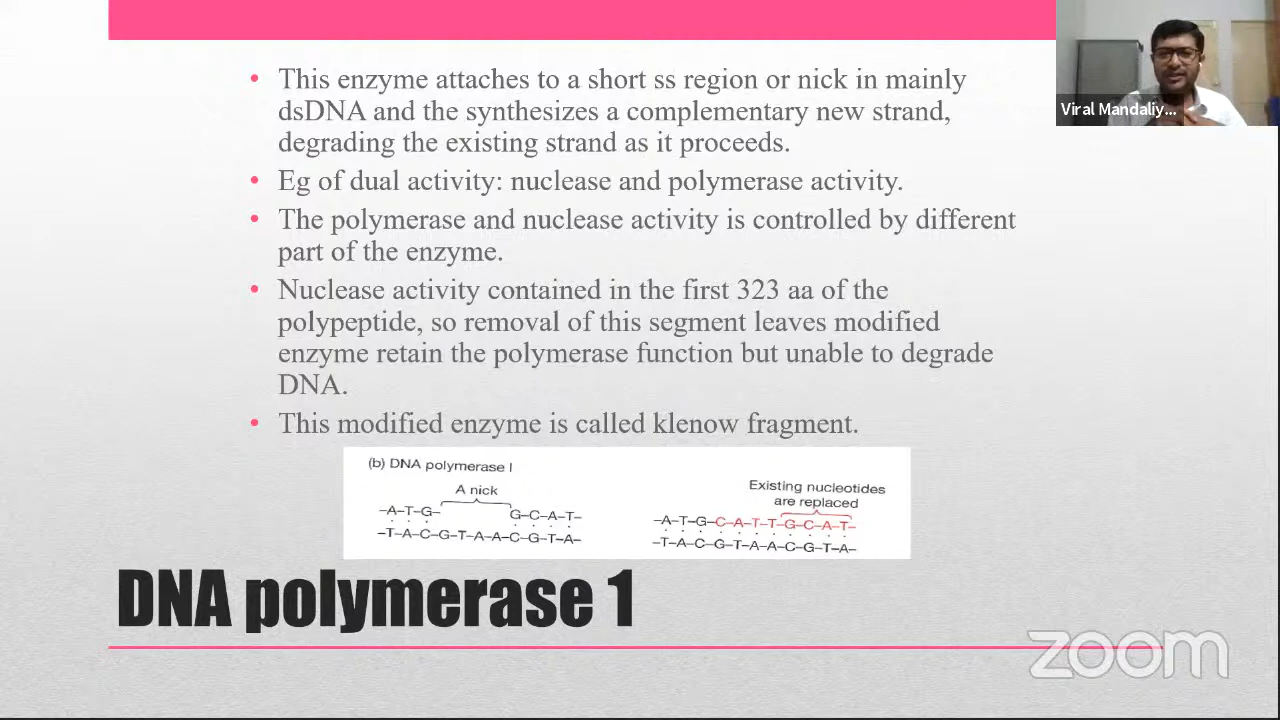 • This enzyme attaches to a short ss region or nick in mainly
dsDNA and the synthesizes a complementary new strand,
degrading the existing strand as it proceeds.
• Eg of dual activity: nuclease and polymerase activity.
• The polymerase and nuclease activity is controlled by different
part of the enzyme.
• Nuclease activity contained in the first 323 aa of the
polypeptide, so removal of this segment leaves modified
enzyme retain the polymerase function but unable to degrade
DNA.
• This modified enzyme is called klenow fragment.
(b) DNA polymerase I
A nick
–A–T–G– G–C–A–T–
–T–A–C–G–T–A–A–C–G–T–A–
Existing nucleotides
are replaced
–A–T–G–C–A–T–T–G–C–A–T–
–T–A–C–G–T–A–A–C–G–T–A–
DNA polymerase 1
Viral Mandaliy...
zoom